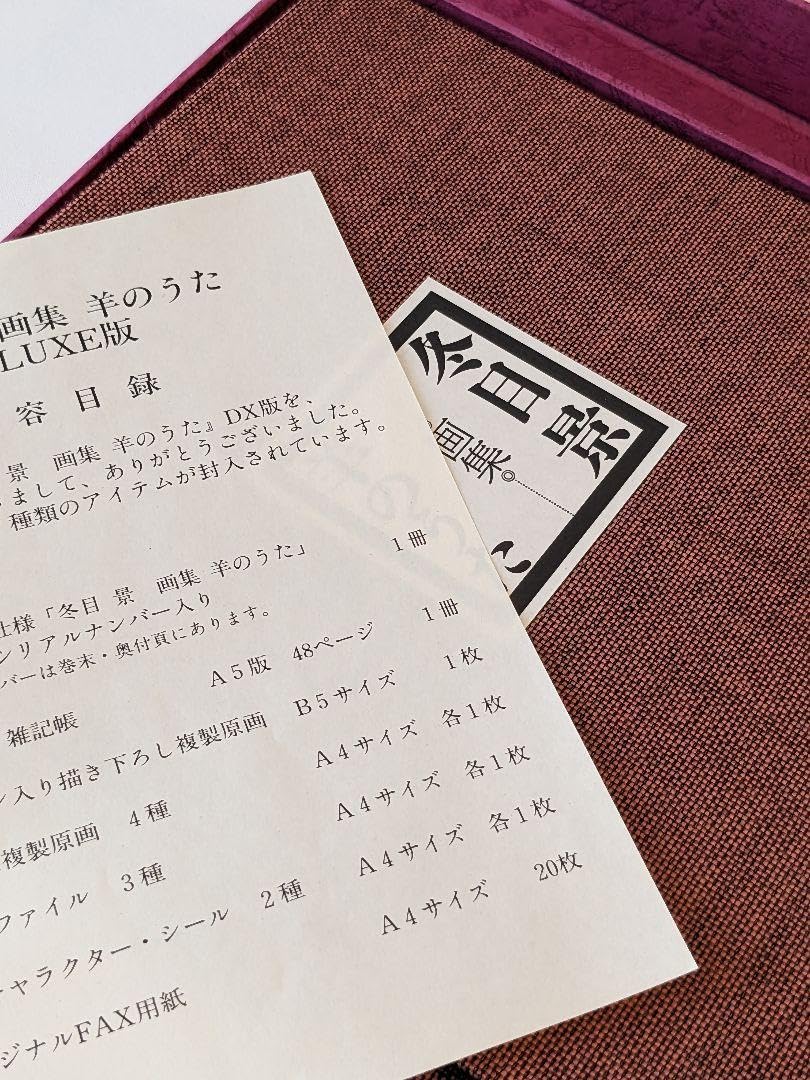 画集 羊のうた
LUXE版
容 目 録
景 画集 羊のうた』DX版を、
まして、ありがとうございました。
種類のアイテムが封入されています。
仕様「冬目 景 画集 羊のうた」 1冊
リアルナンバー入り
バーは巻末・奥付頁にあります。
雑記帳 A5版 48ページ 1冊
ン入り描き下ろし複製原画 B5サイズ 1枚
複製原画 4種 A4サイズ 各1枚
ファイル 3種 A4サイズ 各1枚
ャラクター・シール 2種 A4サイズ 各1枚
ジナルFAX用紙 A4サイズ 20枚
冬目景
画集。